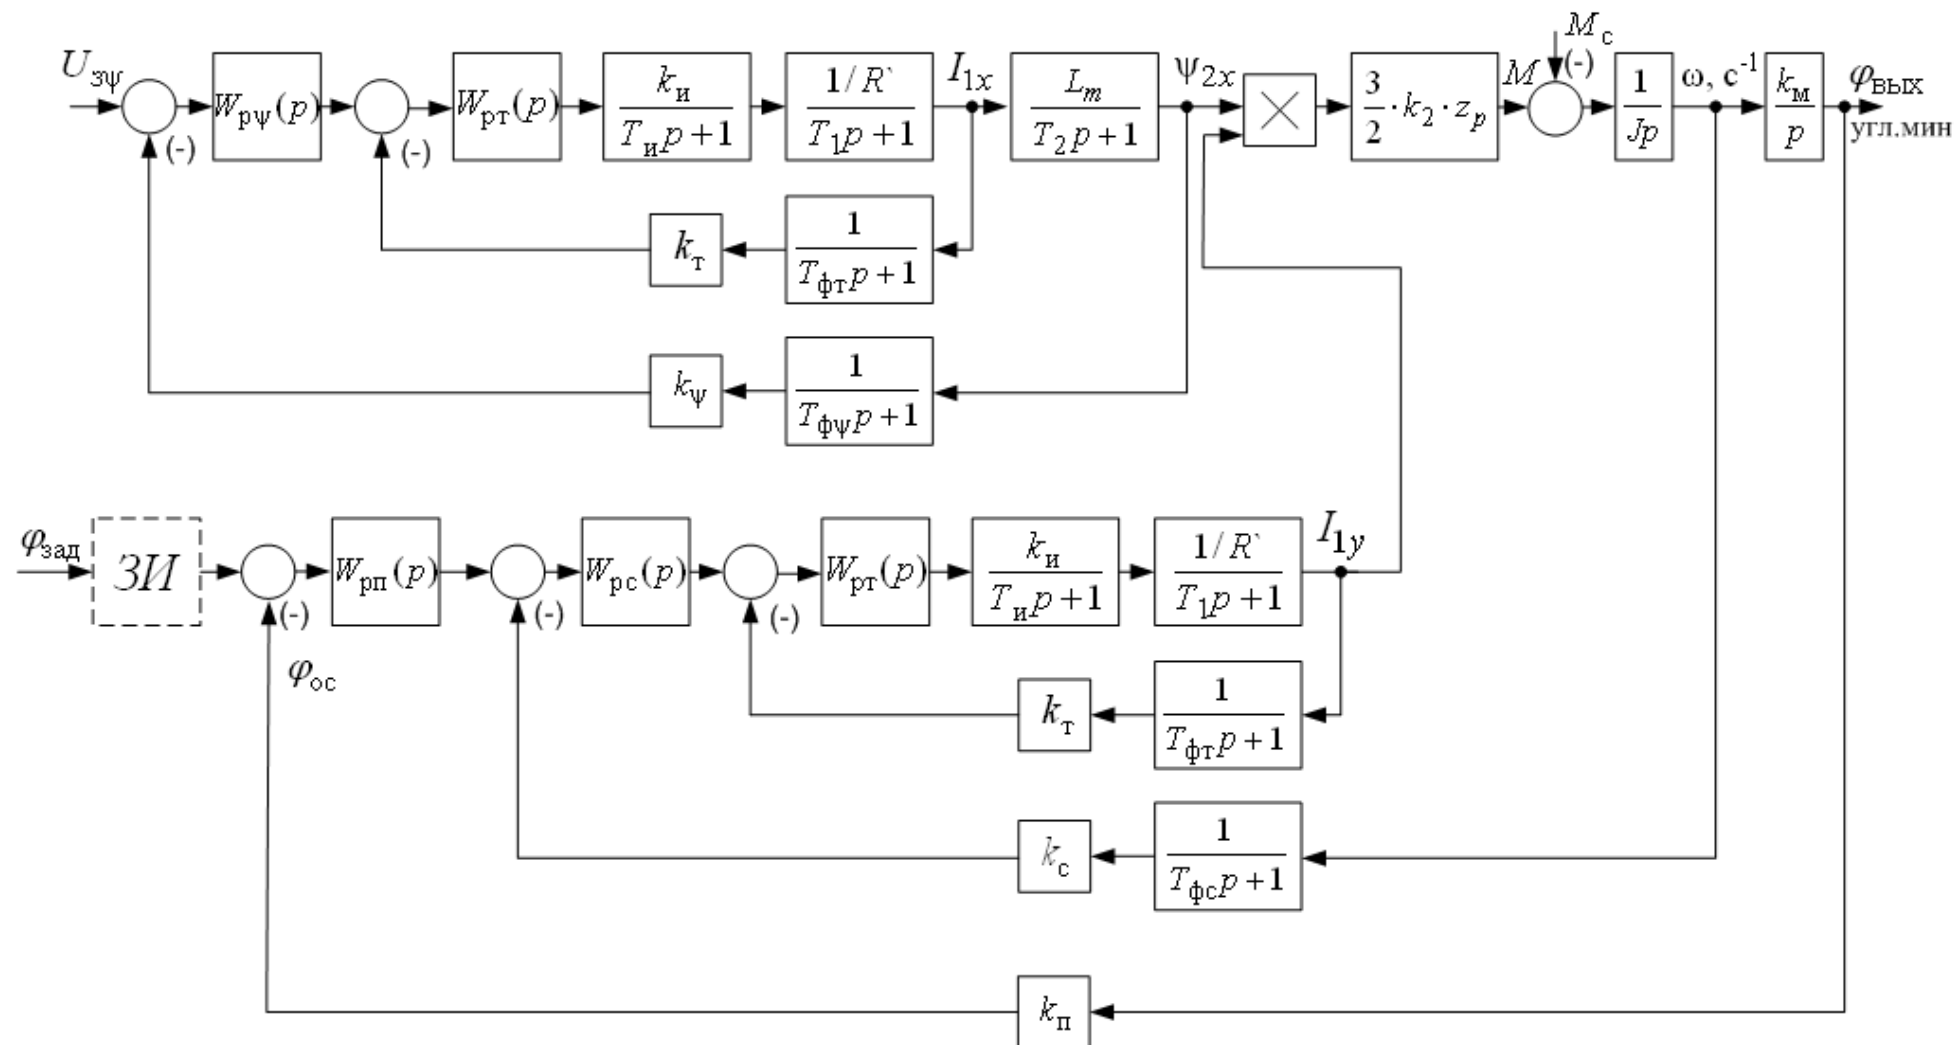 U_зψ
(-)
W_рψ(p)
(-)
W_рт(p)
k_и
T_и p + 1
1/R`
T_1 p + 1
I_1x
L_m
T_2 p + 1
ψ_2x
3/2 · k_2 · z_p
M
M_c
(-)
1
Jp
ω, с^-1
k_м
p
φ_вых
угл.мин
k_т
1
T_фт p + 1
k_ψ
1
T_фψ p + 1
φ_зад
ЗИ
(-)
φ_ос
W_рп(p)
(-)
W_рс(p)
(-)
W_рт(p)
k_и
T_и p + 1
1/R`
T_1 p + 1
I_1y
k_т
1
T_фт p + 1
k_с
1
T_фс p + 1
k_п